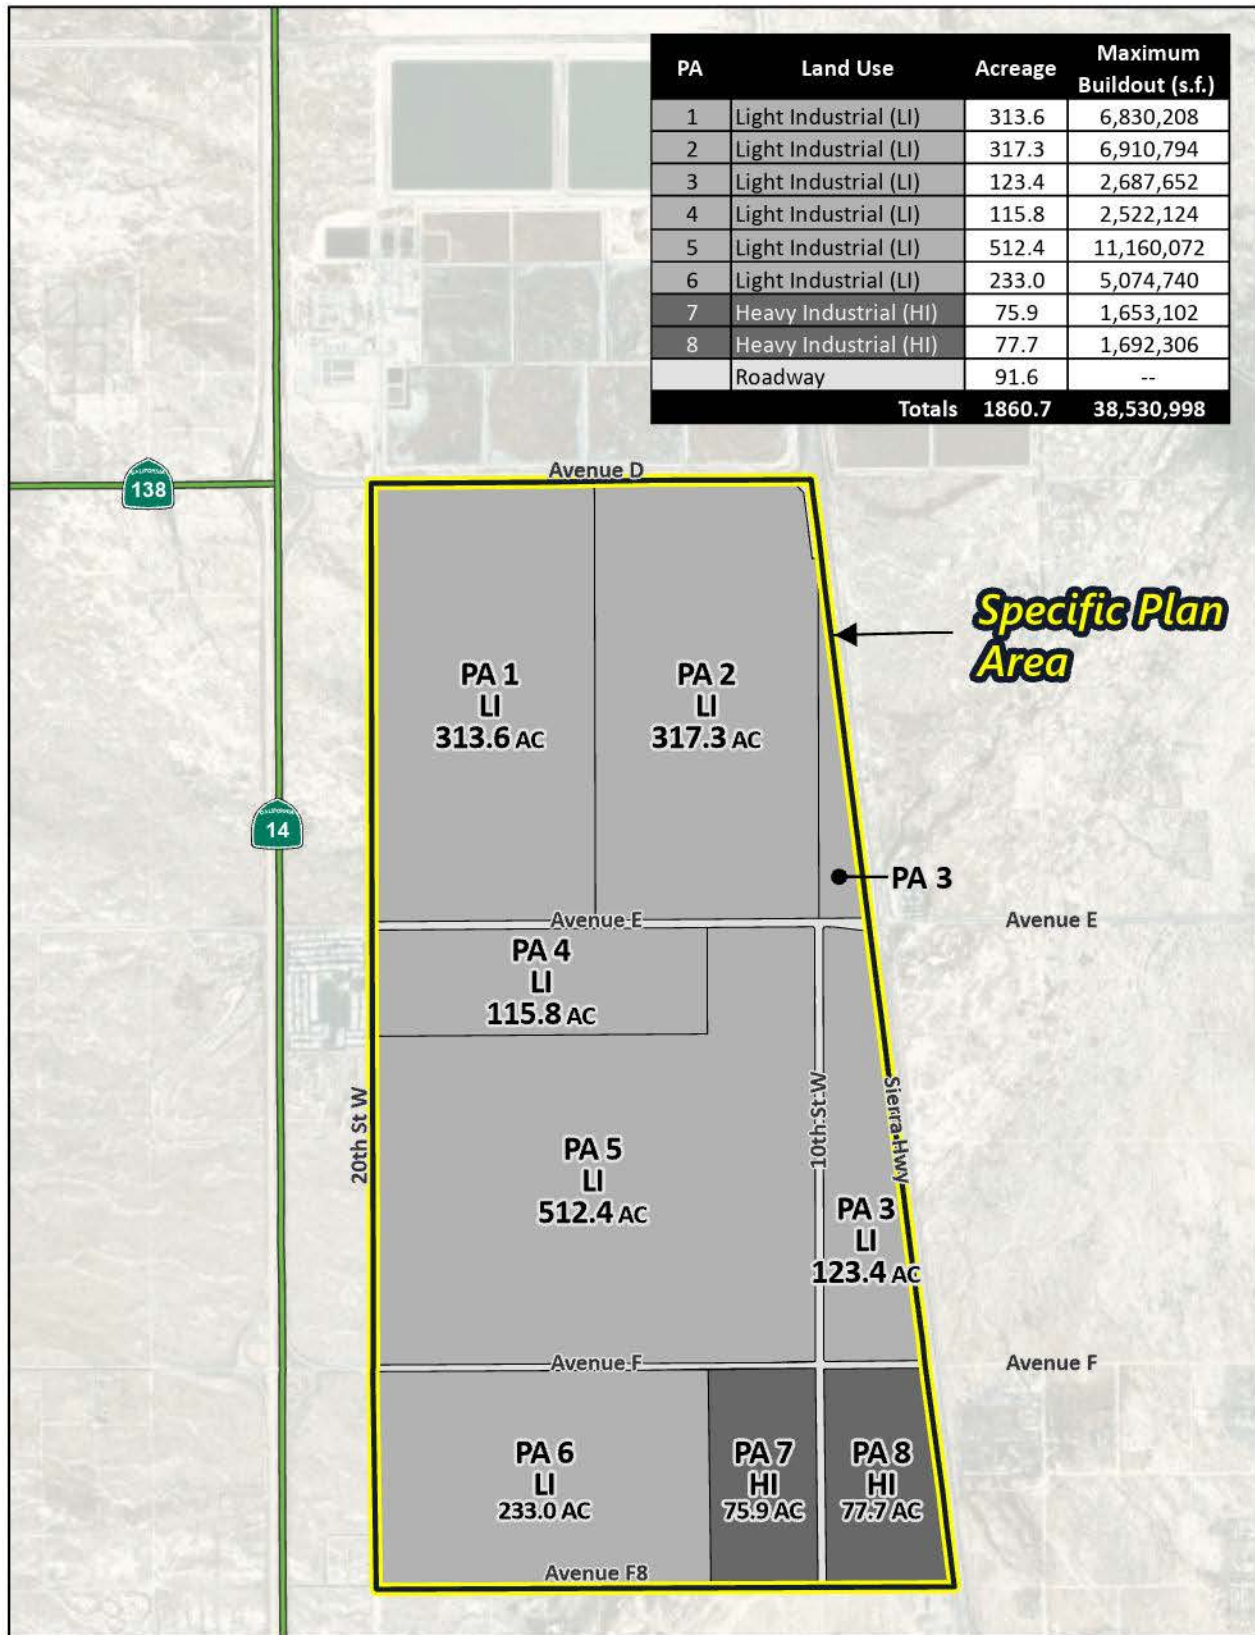 PA Land Use Acreage Maximum Buildout (s.f.)
1 Light Industrial (LI) 313.6 6,830,208
2 Light Industrial (LI) 317.3 6,910,794
3 Light Industrial (LI) 123.4 2,687,652
4 Light Industrial (LI) 115.8 2,522,124
5 Light Industrial (LI) 512.4 11,160,072
6 Light Industrial (LI) 233.0 5,074,740
7 Heavy Industrial (HI) 75.9 1,653,102
8 Heavy Industrial (HI) 77.7 1,692,306
Roadway 91.6 --
Totals 1860.7 38,530,998
Avenue D
CALIFORNIA
138
Specific Plan
Area
PA 1
LI
313.6 AC
PA 2
LI
317.3 AC
CALIFORNIA
14
PA 3
Avenue E
Avenue E
PA 4
LI
115.8 AC
20th St W
10th St W
Sierra Hwy
PA 5
LI
512.4 AC
PA 3
LI
123.4 AC
Avenue F
Avenue F
PA 6
LI
233.0 AC
PA 7
HI
75.9 AC
PA 8
HI
77.7 AC
Avenue F8